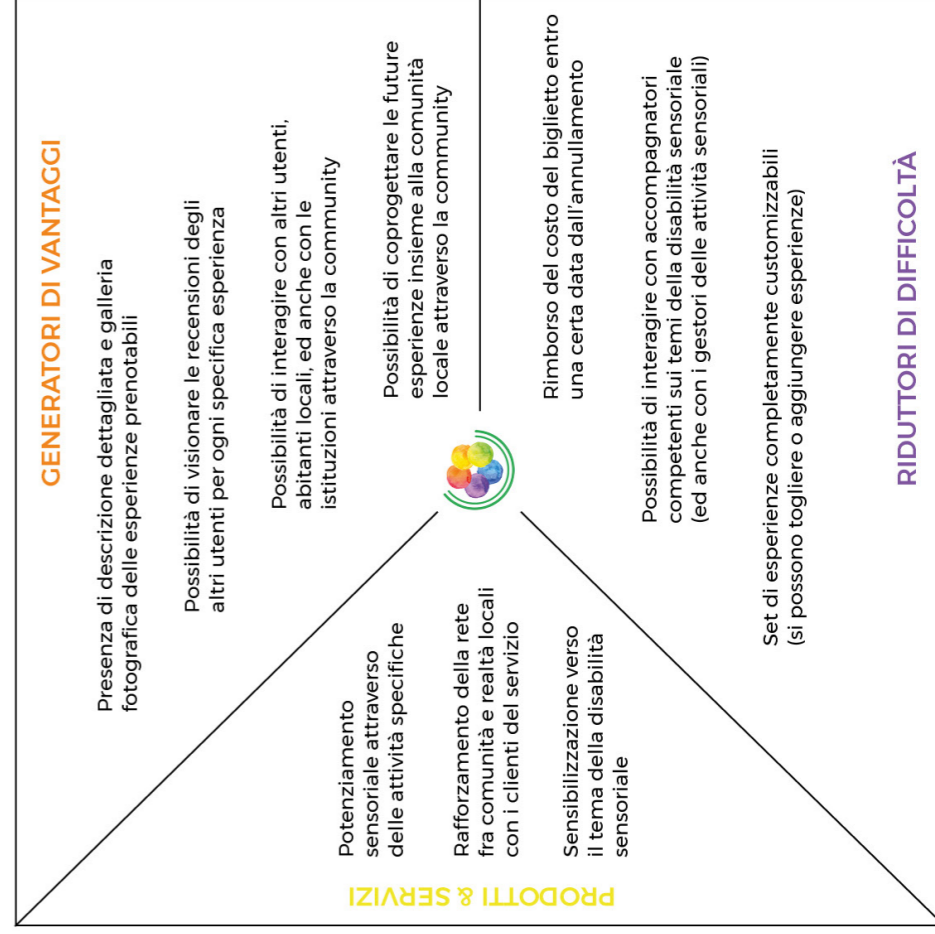 GENERATORI DI VANTAGGI
Presenza di descrizione dettagliata e galleria
fotografica delle esperienze prenotabili
Possibilità di visionare le recensioni degli
altri utenti per ogni specifica esperienza
Possibilità di interagire con altri utenti,
abitanti locali, ed anche con le
istituzioni attraverso la community
Possibilità di coprogettare le future
esperienze insieme alla comunità
locale attraverso la community
PRODOTTI & SERVIZI
Potenziamento
sensoriale attraverso
delle attività specifiche
Rafforzamento della rete
fra comunità e realtà locali
con i clienti del servizio
Sensibilizzazione verso
il tema della disabilità
sensoriale
Rimborso del costo del biglietto entro
una certa data dall'annullamento
Possibilità di interagire con accompagnatori
competenti sui temi della disabilità sensoriale
(ed anche con i gestori delle attività sensoriali)
Set di esperienze completamente customizzabili
(si possono togliere o aggiungere esperienze)
RIDUTTORI DI DIFFICOLTÀ